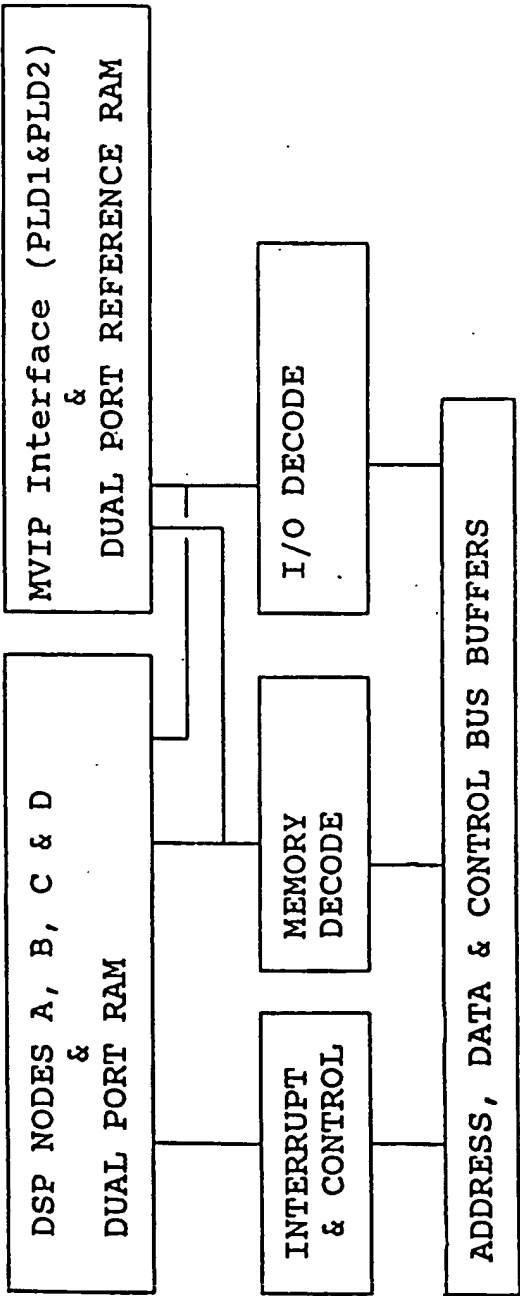 DSP NODES A, B, C & D
&
DUAL PORT RAM
MVIP Interface (PLD1&PLD2)
&
DUAL PORT REFERENCE RAM
INTERRUPT
& CONTROL
MEMORY
DECODE
I/O DECODE
ADDRESS, DATA & CONTROL BUS BUFFERS